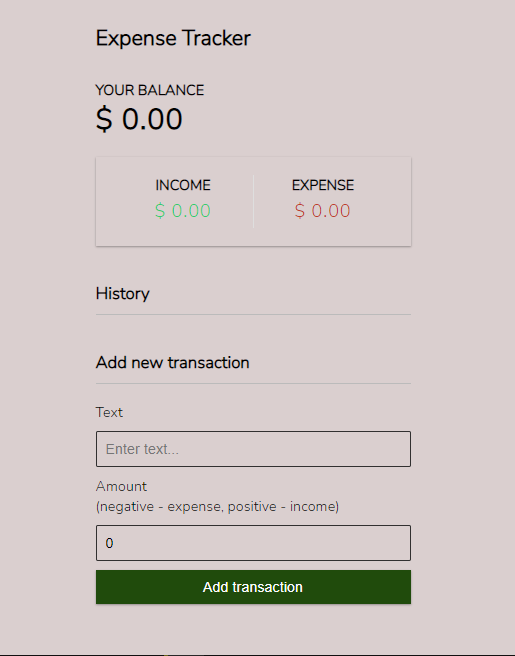 Expense Tracker
YOUR BALANCE
$ 0.00
INCOME EXPENSE
$ 0.00 $ 0.00
History
Add new transaction
Text
Enter text...
Amount
(negative - expense, positive - income)
0
Add transaction